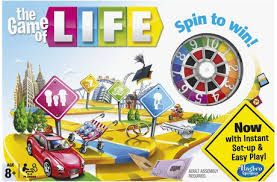 the Game of
LIFE
Spin to win!
Now
with Instant
Set-up &
Easy Play!
AGE
8+
ADULT ASSEMBLY
REQUIRED.
Hasbro
Gaming